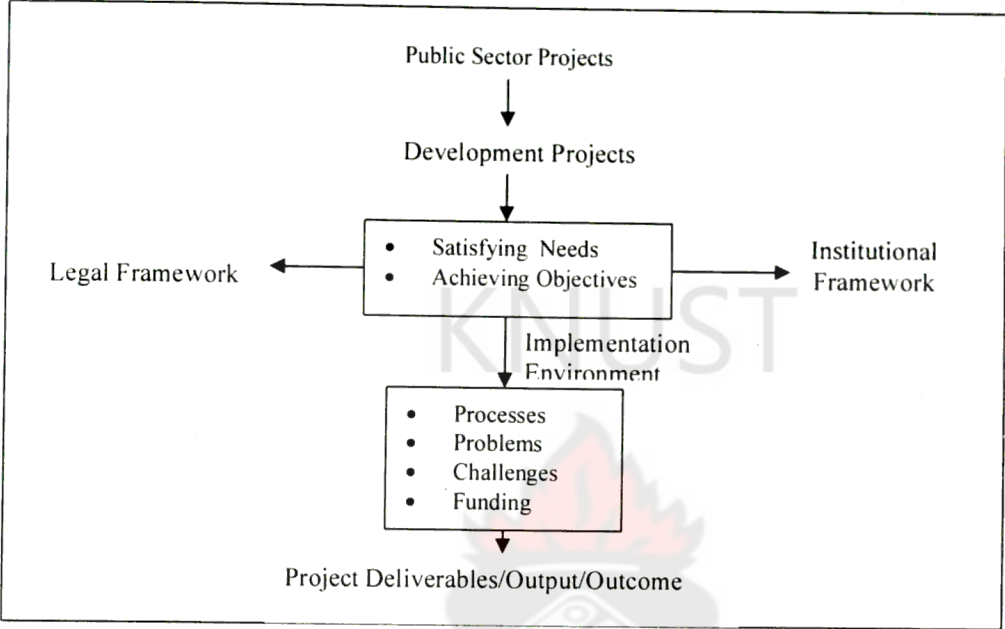 Public Sector Projects
Development Projects
• Satisfying Needs
• Achieving Objectives
Legal Framework
Institutional
Framework
KNUST
Implementation
Environment
• Processes
• Problems
• Challenges
• Funding
Project Deliverables/Output/Outcome